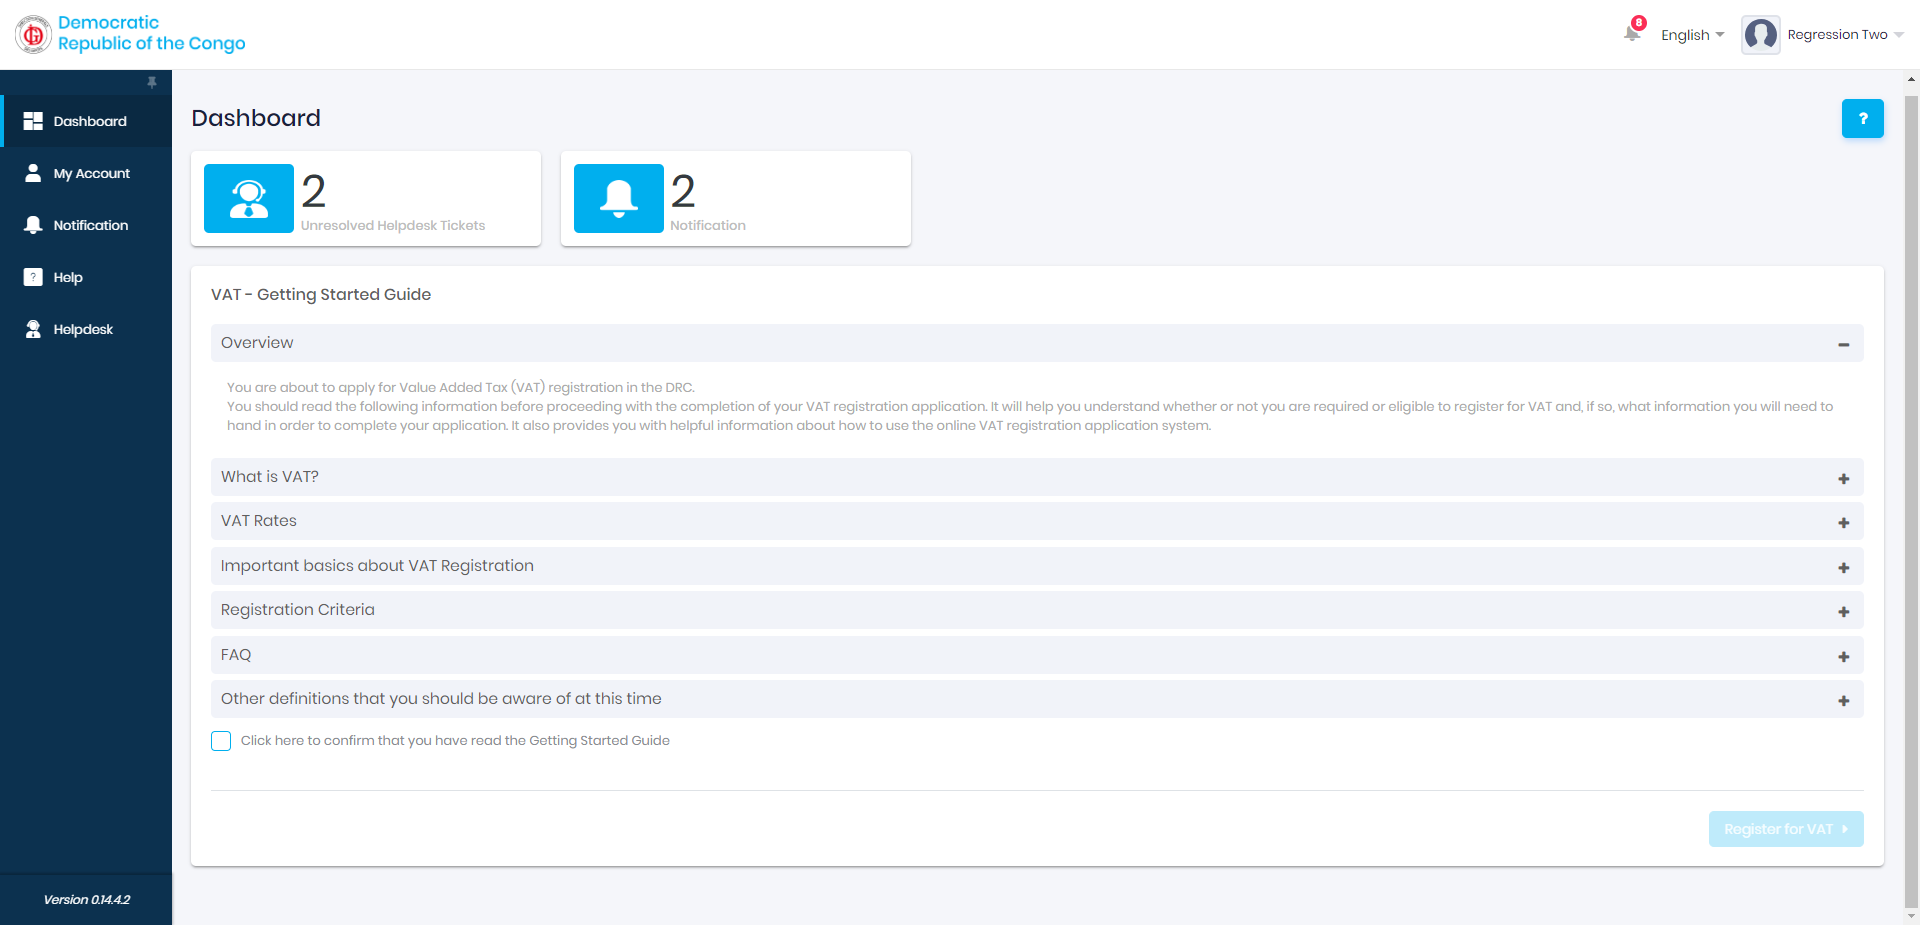 Democratic
Republic of the Congo
8
English
Regression Two
Dashboard
My Account
Notification
Help
Helpdesk
Version 0.14.4.2
Dashboard
?
2
Unresolved Helpdesk Tickets
2
Notification
VAT - Getting Started Guide
Overview
You are about to apply for Value Added Tax (VAT) registration in the DRC.
You should read the following information before proceeding with the completion of your VAT registration application. It will help you understand whether or not you are required or eligible to register for VAT and, if so, what information you will need to
hand in order to complete your application. It also provides you with helpful information about how to use the online VAT registration application system.
What is VAT?
VAT Rates
Important basics about VAT Registration
Registration Criteria
FAQ
Other definitions that you should be aware of at this time
Click here to confirm that you have read the Getting Started Guide
Register for VAT